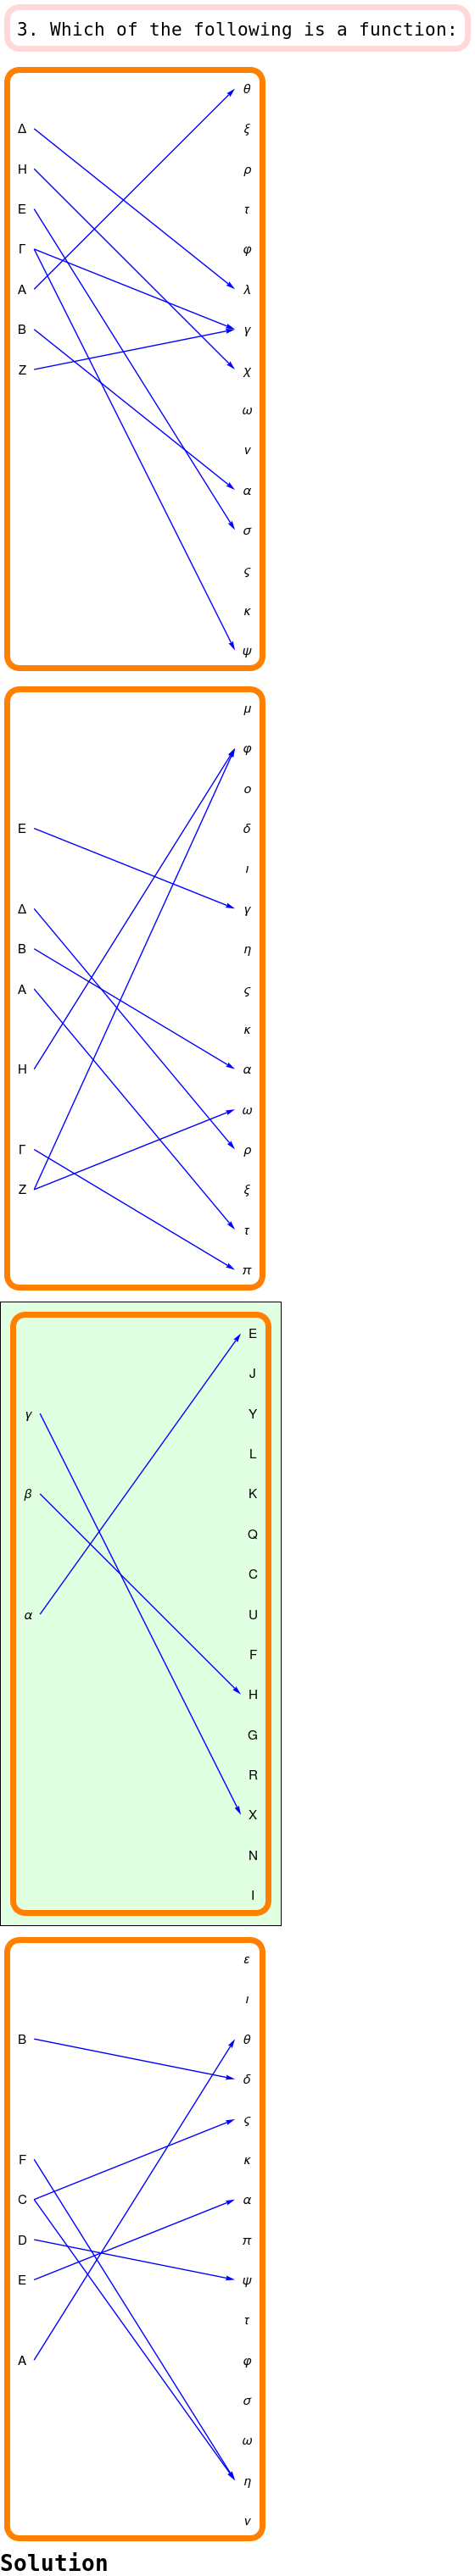 3. Which of the following is a function:
θ
Δ ξ
Η ρ
Ε τ
Γ φ
Α λ
Β γ
Ζ χ
ω
ν
α
σ
ς
κ
ψ
μ
φ
ο
Ε δ
ι
Δ γ
Β η
Α ς
κ
Η α
ω
Γ ρ
Ζ ξ
τ
π
E
J
γ Y
L
β K
Q
C
α U
F
H
G
R
X
N
I
ε
ι
B θ
δ
ς
F κ
C α
D π
E ψ
τ
A φ
σ
ω
η
ν
Solution